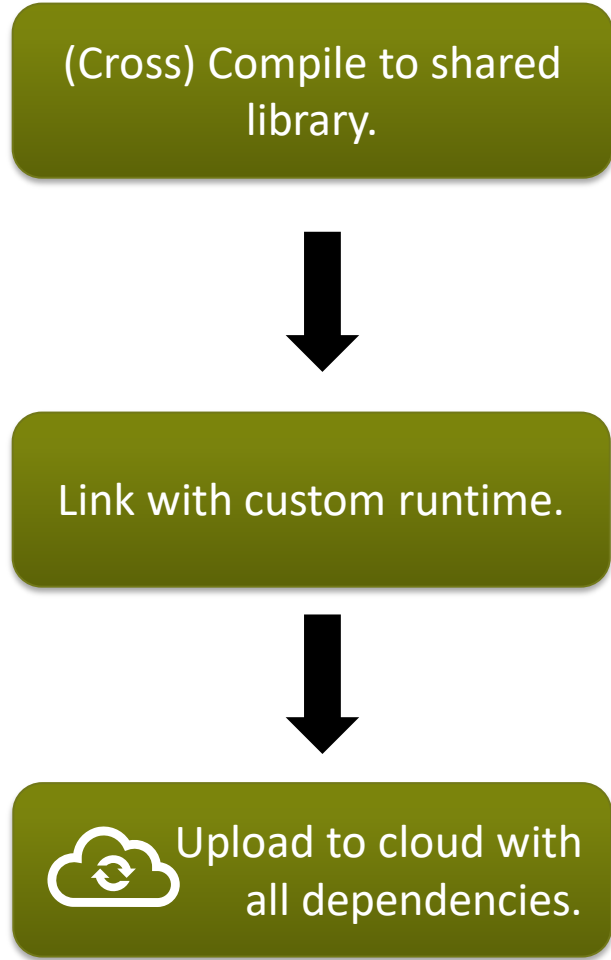 (Cross) Compile to shared
library.
Link with custom runtime.
Upload to cloud with
all dependencies.